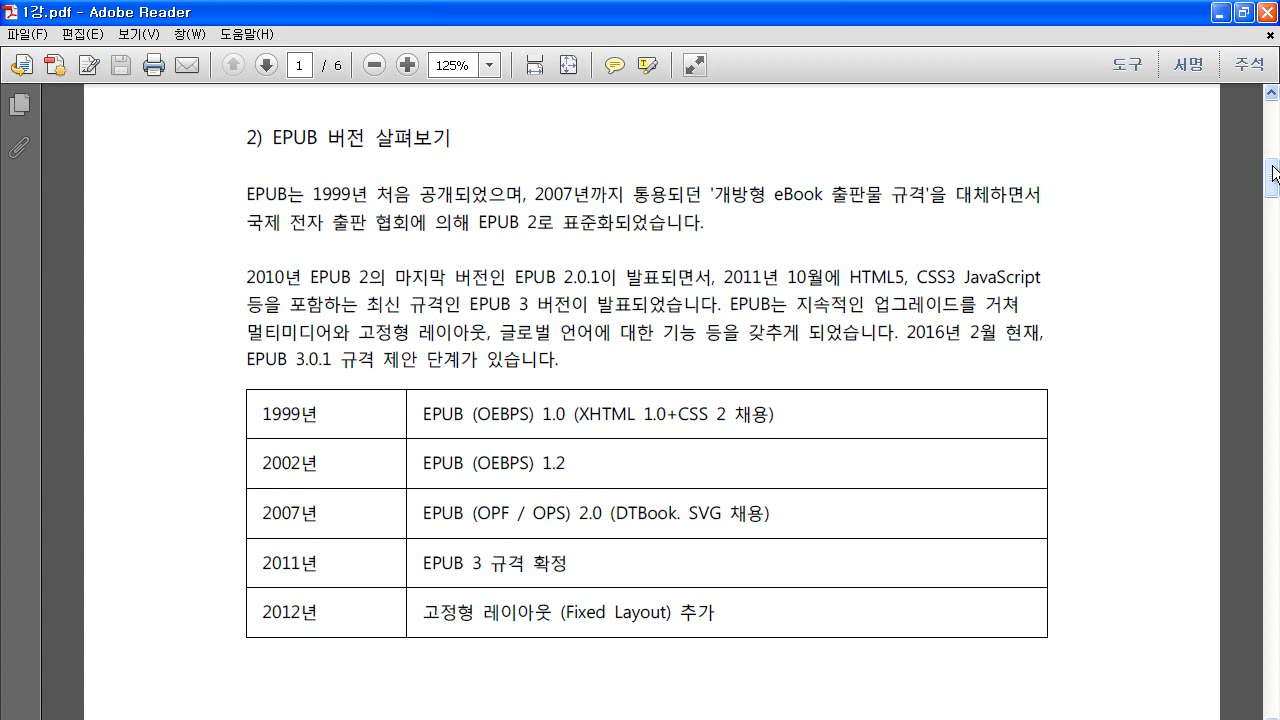 1강.pdf - Adobe Reader
파일(F) 편집(E) 보기(V) 창(W) 도움말(H)
1 / 6 125% 도구 서명 주석
2) EPUB 버전 살펴보기
EPUB는 1999년 처음 공개되었으며, 2007년까지 통용되던 '개방형 eBook 출판물 규격'을 대체하면서
국제 전자 출판 협회에 의해 EPUB 2로 표준화되었습니다.
2010년 EPUB 2의 마지막 버전인 EPUB 2.0.1이 발표되면서, 2011년 10월에 HTML5, CSS3 JavaScript
등을 포함하는 최신 규격인 EPUB 3 버전이 발표되었습니다. EPUB는 지속적인 업그레이드를 거쳐
멀티미디어와 고정형 레이아웃, 글로벌 언어에 대한 기능 등을 갖추게 되었습니다. 2016년 2월 현재,
EPUB 3.0.1 규격 제안 단계가 있습니다.
1999년 EPUB (OEBPS) 1.0 (XHTML 1.0+CSS 2 채용)
2002년 EPUB (OEBPS) 1.2
2007년 EPUB (OPF / OPS) 2.0 (DTBook. SVG 채용)
2011년 EPUB 3 규격 확정
2012년 고정형 레이아웃 (Fixed Layout) 추가